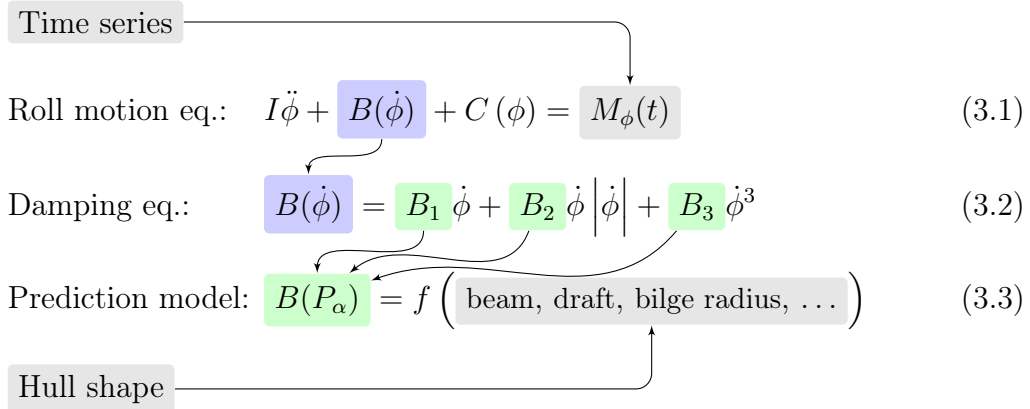 Time series
Roll motion eq.: Iϕ̈ + B(ϕ̇) + C (ϕ) = M_ϕ(t) (3.1)
Damping eq.: B(ϕ̇) = B₁ ϕ̇ + B₂ ϕ̇ |ϕ̇| + B₃ ϕ̇³ (3.2)
Prediction model: B(P_α) = f ( beam, draft, bilge radius, … ) (3.3)
Hull shape